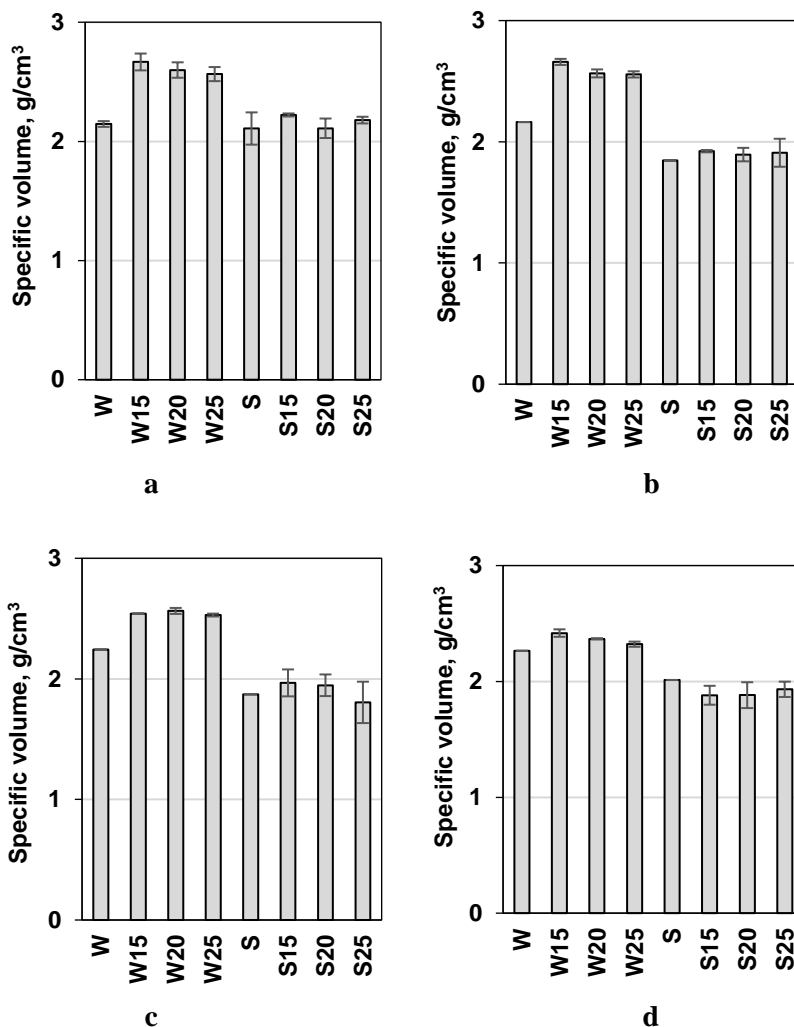 3
2
1
0
Specific volume, g/cm³
W
W15
W20
W25
S
S15
S20
S25
a
3
2
1
0
Specific volume, g/cm³
W
W15
W20
W25
S
S15
S20
S25
b
3
2
1
0
Specific volume, g/cm³
W
W15
W20
W25
S
S15
S20
S25
c
3
2
1
0
Specific volume, g/cm³
W
W15
W20
W25
S
S15
S20
S25
d